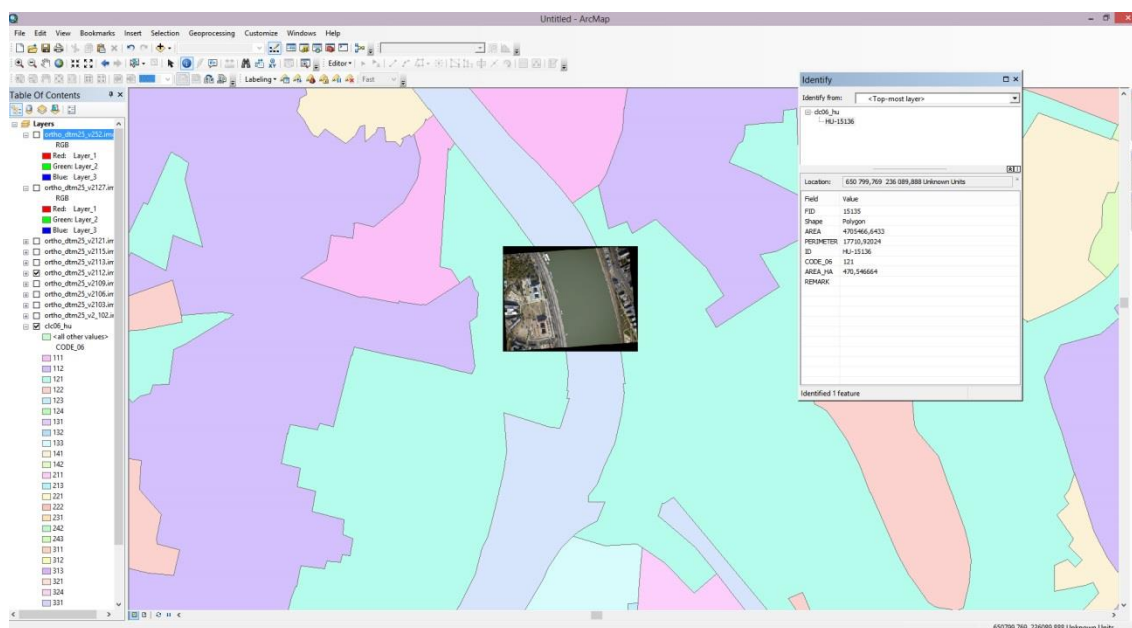 Untitled - ArcMap
File Edit View Bookmarks Insert Selection Geoprocessing Customize Windows Help
Editor
Labeling Fast
Table Of Contents
Layers
ortho_dtm25_v252.im
RGB
Red: Layer_1
Green: Layer_2
Blue: Layer_3
ortho_dtm25_v2127.im
RGB
Red: Layer_1
Green: Layer_2
Blue: Layer_3
ortho_dtm25_v2121.im
ortho_dtm25_v2115.im
ortho_dtm25_v2113.im
ortho_dtm25_v2112.im
ortho_dtm25_v2109.im
ortho_dtm25_v2106.im
ortho_dtm25_v2103.im
ortho_dtm25_v2_102.ir
clc06_hu
<all other values>
CODE_06
111
112
121
122
123
124
131
132
133
141
142
211
213
221
222
231
242
243
311
312
313
321
324
331
Identify
Identify from: <Top-most layer>
clc06_hu
HU-15136
Location: 650 799,769 236 089,888 Unknown Units
Field Value
FID 15135
Shape Polygon
AREA 4705466,6433
PERIMETER 17710,92024
ID HU-15136
CODE_06 121
AREA_HA 470,546664
REMARK
Identified 1 feature
650799,769 236089,888 Unknown Units